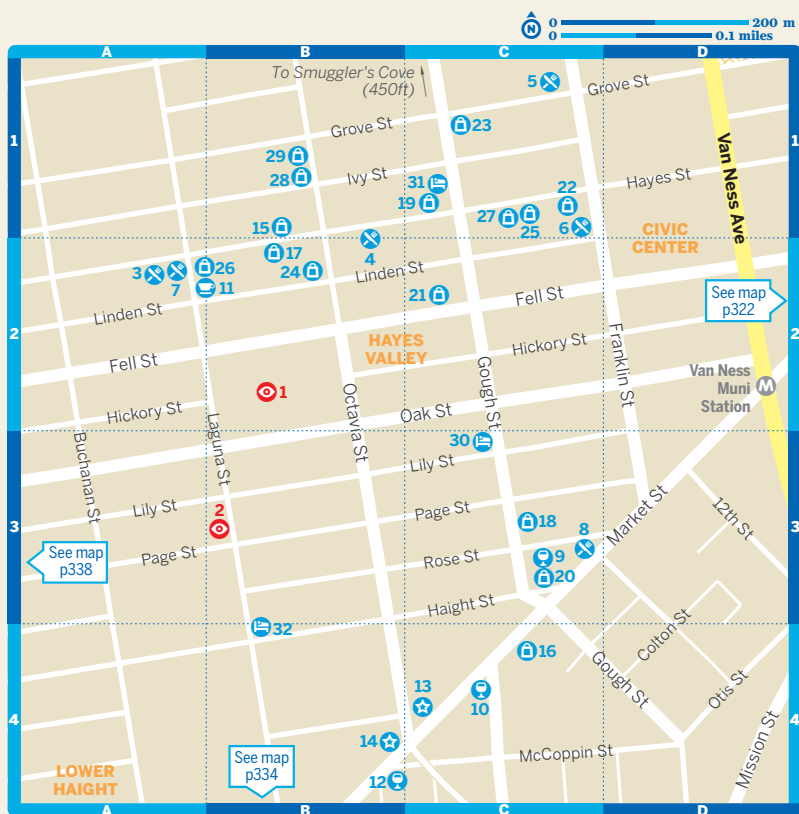 N
0
200 m
0
0.1 miles
A
B
C
D
To Smuggler's Cove
(450ft)
5
Grove St
1
Grove St
23
1
29
28
Ivy St
31
19
22
Hayes St
Van Ness Ave
15
27
25
6
CIVIC
CENTER
17
4
3
7
26
24
Linden St
11
21
Fell St
See map
p322
Linden St
2
HAYES
VALLEY
2
Fell St
Hickory St
Franklin St
Van Ness
Muni
Station
M
1
Gough St
Octavia St
Hickory St
Oak St
Laguna St
Buchanan St
30
Lily St
Lily St
2
Page St
18
Market St
12th St
3
8
3
Page St
See map
p338
Rose St
9
20
Haight St
32
16
Colton St
Gough St
13
10
Otis St
4
14
4
See map
p334
McCoppin St
Mission St
LOWER
HAIGHT
12
A
B
C
D